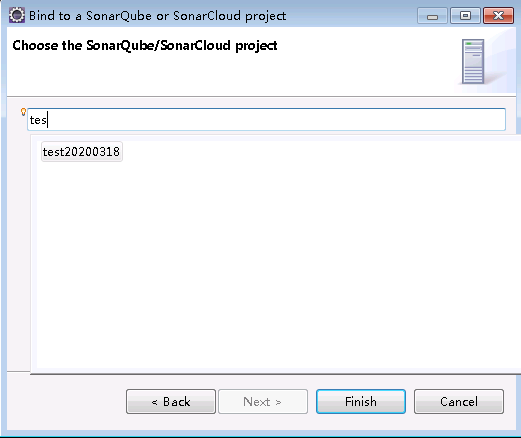 Bind to a SonarQube or SonarCloud project
Choose the SonarQube/SonarCloud project
tes
test20200318
< Back
Next >
Finish
Cancel